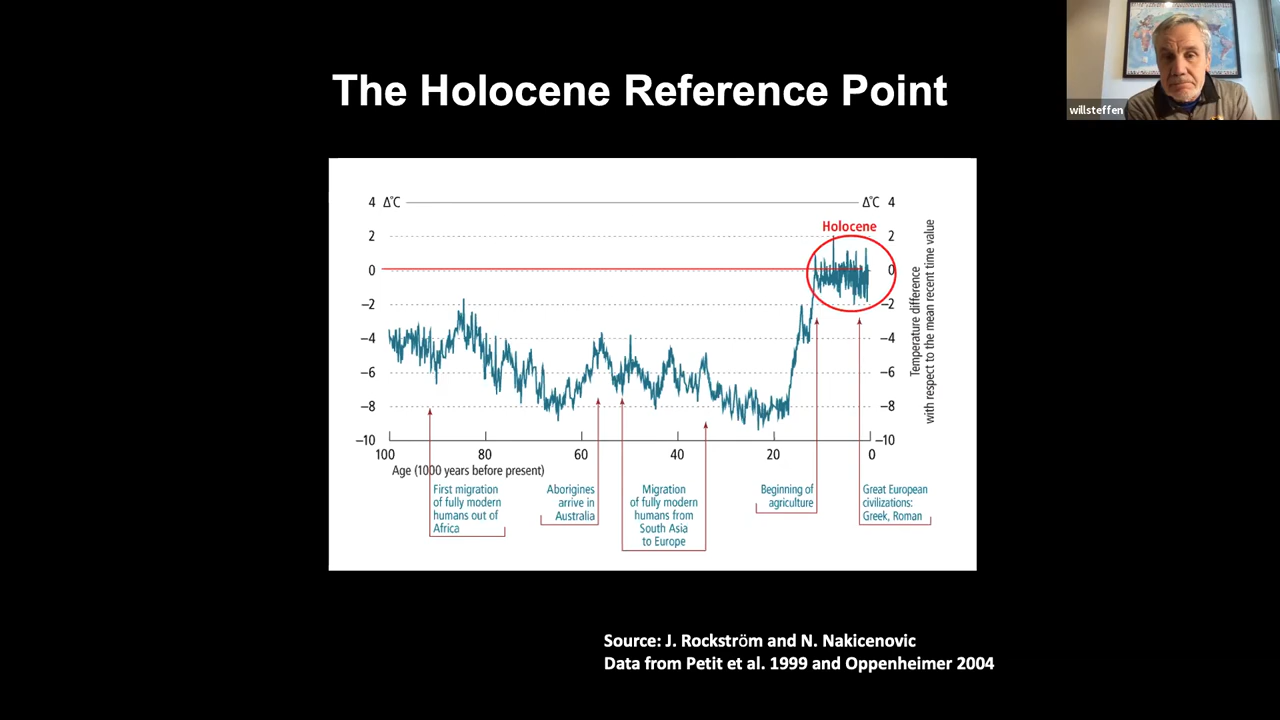 The Holocene Reference Point
willsteffen
4 Δ°C
Δ°C 4
Holocene
2
2
0
0
−2
−2
−4
−4
−6
−6
−8
−8
−10
−10
100
80
60
40
20
0
Age (1000 years before present)
Temperature difference
with respect to the mean recent time value
First migration
of fully modern
humans out of
Africa
Aborigines
arrive in
Australia
Migration
of fully modern
humans from
South Asia
to Europe
Beginning of
agriculture
Great European
civilizations:
Greek, Roman
Source: J. Rockström and N. Nakicenovic
Data from Petit et al. 1999 and Oppenheimer 2004